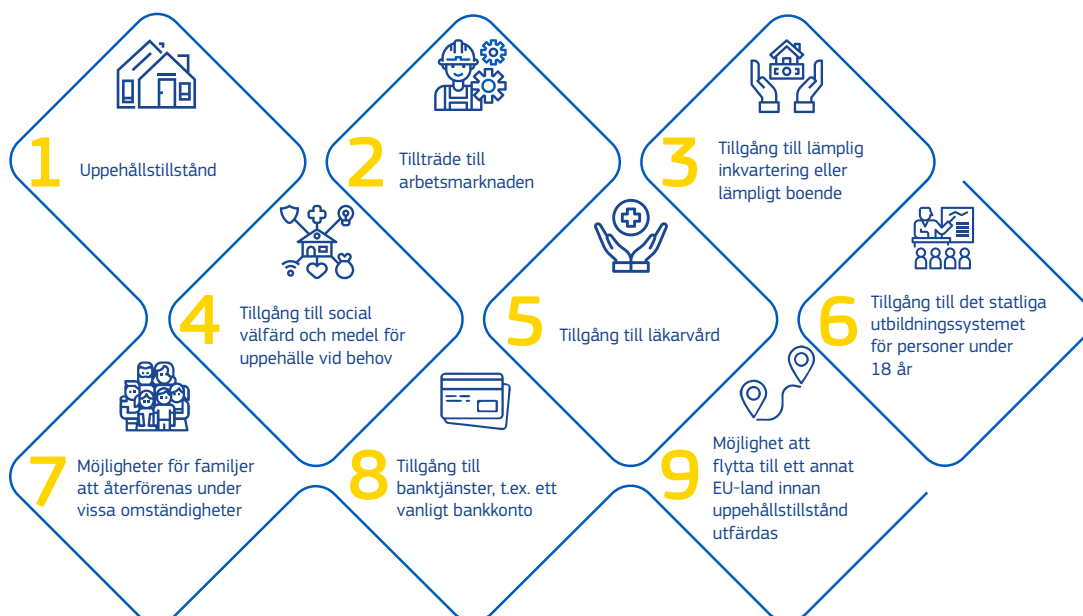 1
Uppehållstillstånd
2
Tillträde till
arbetsmarknaden
3
Tillgång till lämplig
inkvartering eller
lämpligt boende
4
Tillgång till social
välfärd och medel för
uppehälle vid behov
5
Tillgång till läkarvård
6
Tillgång till det statliga
utbildningssystemet
för personer under
18 år
7
Möjligheter för familjer
att återförenas under
vissa omständigheter
8
Tillgång till
banktjänster, t.ex. ett
vanligt bankkonto
9
Möjlighet att
flytta till ett annat
EU-land innan
uppehållstillstånd
utfärdas